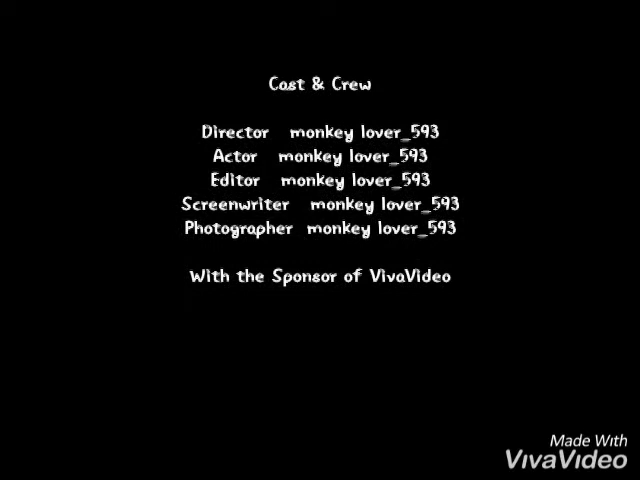 Cast & Crew
Director monkey lover_593
Actor monkey lover_593
Editor monkey lover_593
Screenwriter monkey lover_593
Photographer monkey lover_593
With the Sponsor of VivaVideo
Made With
VivaVideo